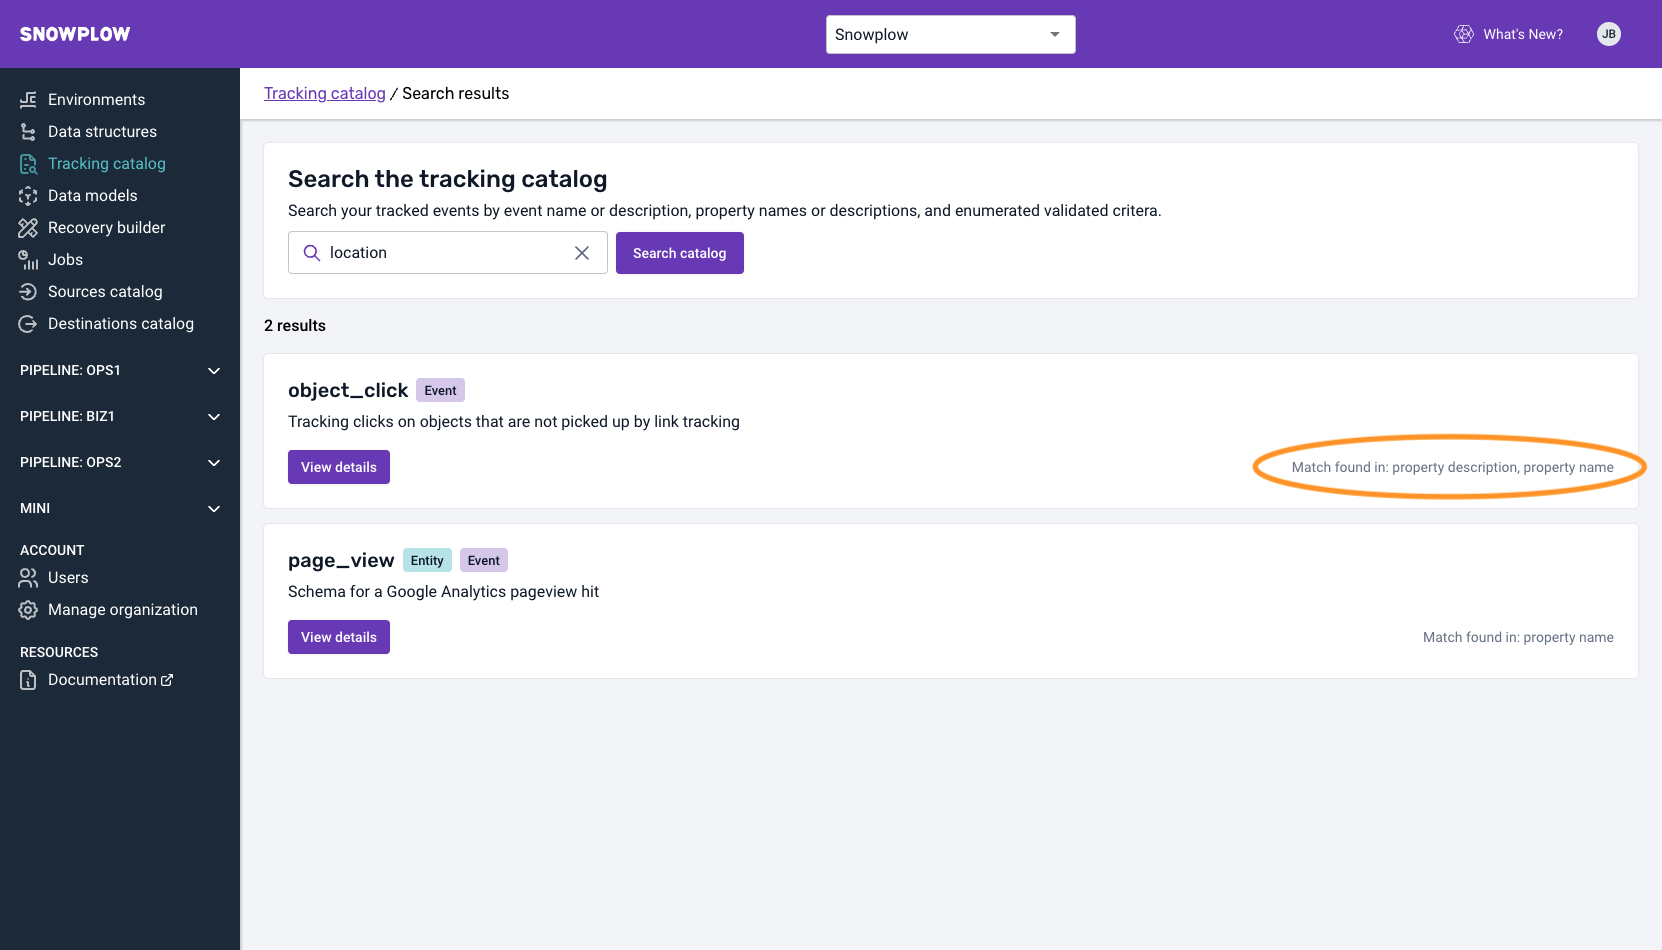 SNOWPLOW
Snowplow
What's New?
JB
Environments
Data structures
Tracking catalog
Data models
Recovery builder
Jobs
Sources catalog
Destinations catalog
PIPELINE: OPS1
PIPELINE: BIZ1
PIPELINE: OPS2
MINI
ACCOUNT
Users
Manage organization
RESOURCES
Documentation
Tracking catalog / Search results
Search the tracking catalog
Search your tracked events by event name or description, property names or descriptions, and enumerated validated critera.
location
Search catalog
2 results
object_click Event
Tracking clicks on objects that are not picked up by link tracking
View details
Match found in: property description, property name
page_view Entity Event
Schema for a Google Analytics pageview hit
View details
Match found in: property name